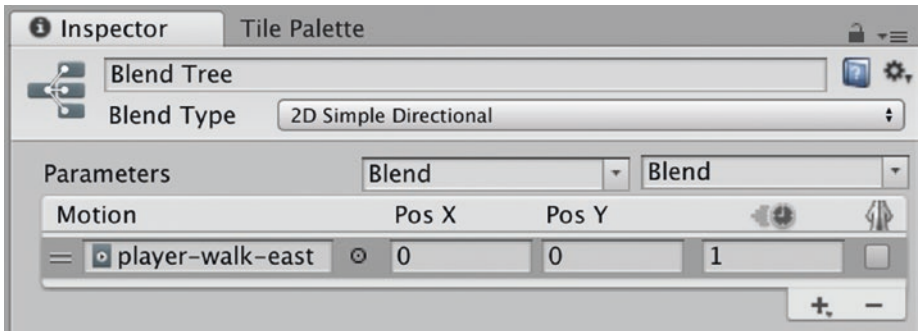 Inspector
Tile Palette
Blend Tree
Blend Type 2D Simple Directional
Parameters Blend Blend
Motion Pos X Pos Y
player-walk-east 0 0 1